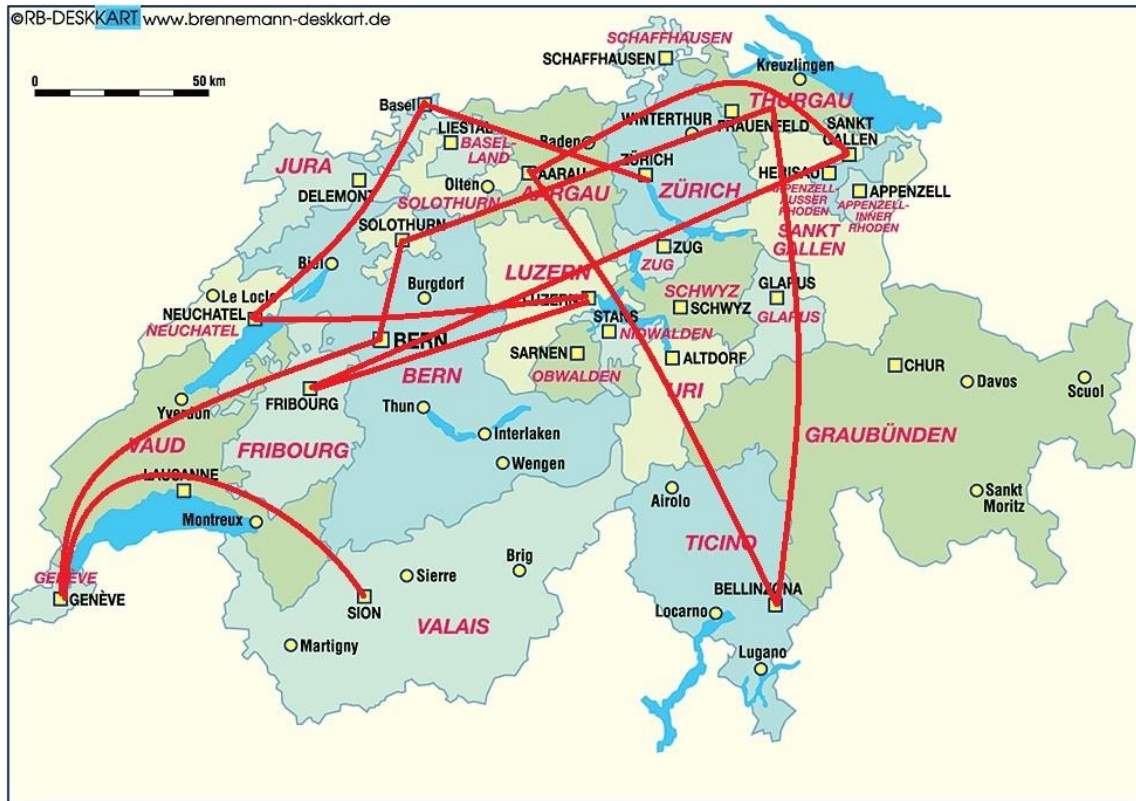 ©RB-DESKKART www.brennemann-deskkart.de
SCHAFFHAUSEN
SCHAFFHAUSEN
0 50 km
Kreuzlingen
Basel
THURGAU
LIESTAL
WINTERTHUR
FRAUENFELD
SANKT
GALLEN
BASEL-
LAND
Baden
JURA
ZÜRICH
HERISAU
AARAU
DELEMONT
Olten
AARGAU
ZÜRICH
APPENZELL-
AUSSER
RHODEN
APPENZELL
SOLOTHURN
APPENZELL-
INNER
RHODEN
SOLOTHURN
SANKT
GALLEN
ZUG
Biel
LUZERN
ZUG
Le Locle
Burgdorf
GLARUS
LUZERN
SCHWYZ
NEUCHATEL
SCHWYZ
GLARUS
NEUCHATEL
STANS
NIDWALDEN
BERN
SARNEN
ALTDORF
CHUR
BERN
OBWALDEN
Davos
Scuol
FRIBOURG
URI
Yverdon
Thun
VAUD
FRIBOURG
Interlaken
GRAUBÜNDEN
Wengen
LAUSANNE
Airolo
Sankt
Moritz
Montreux
TICINO
Brig
GENÈVE
Sierre
GENÈVE
SION
BELLINZONA
VALAIS
Locarno
Martigny
Lugano